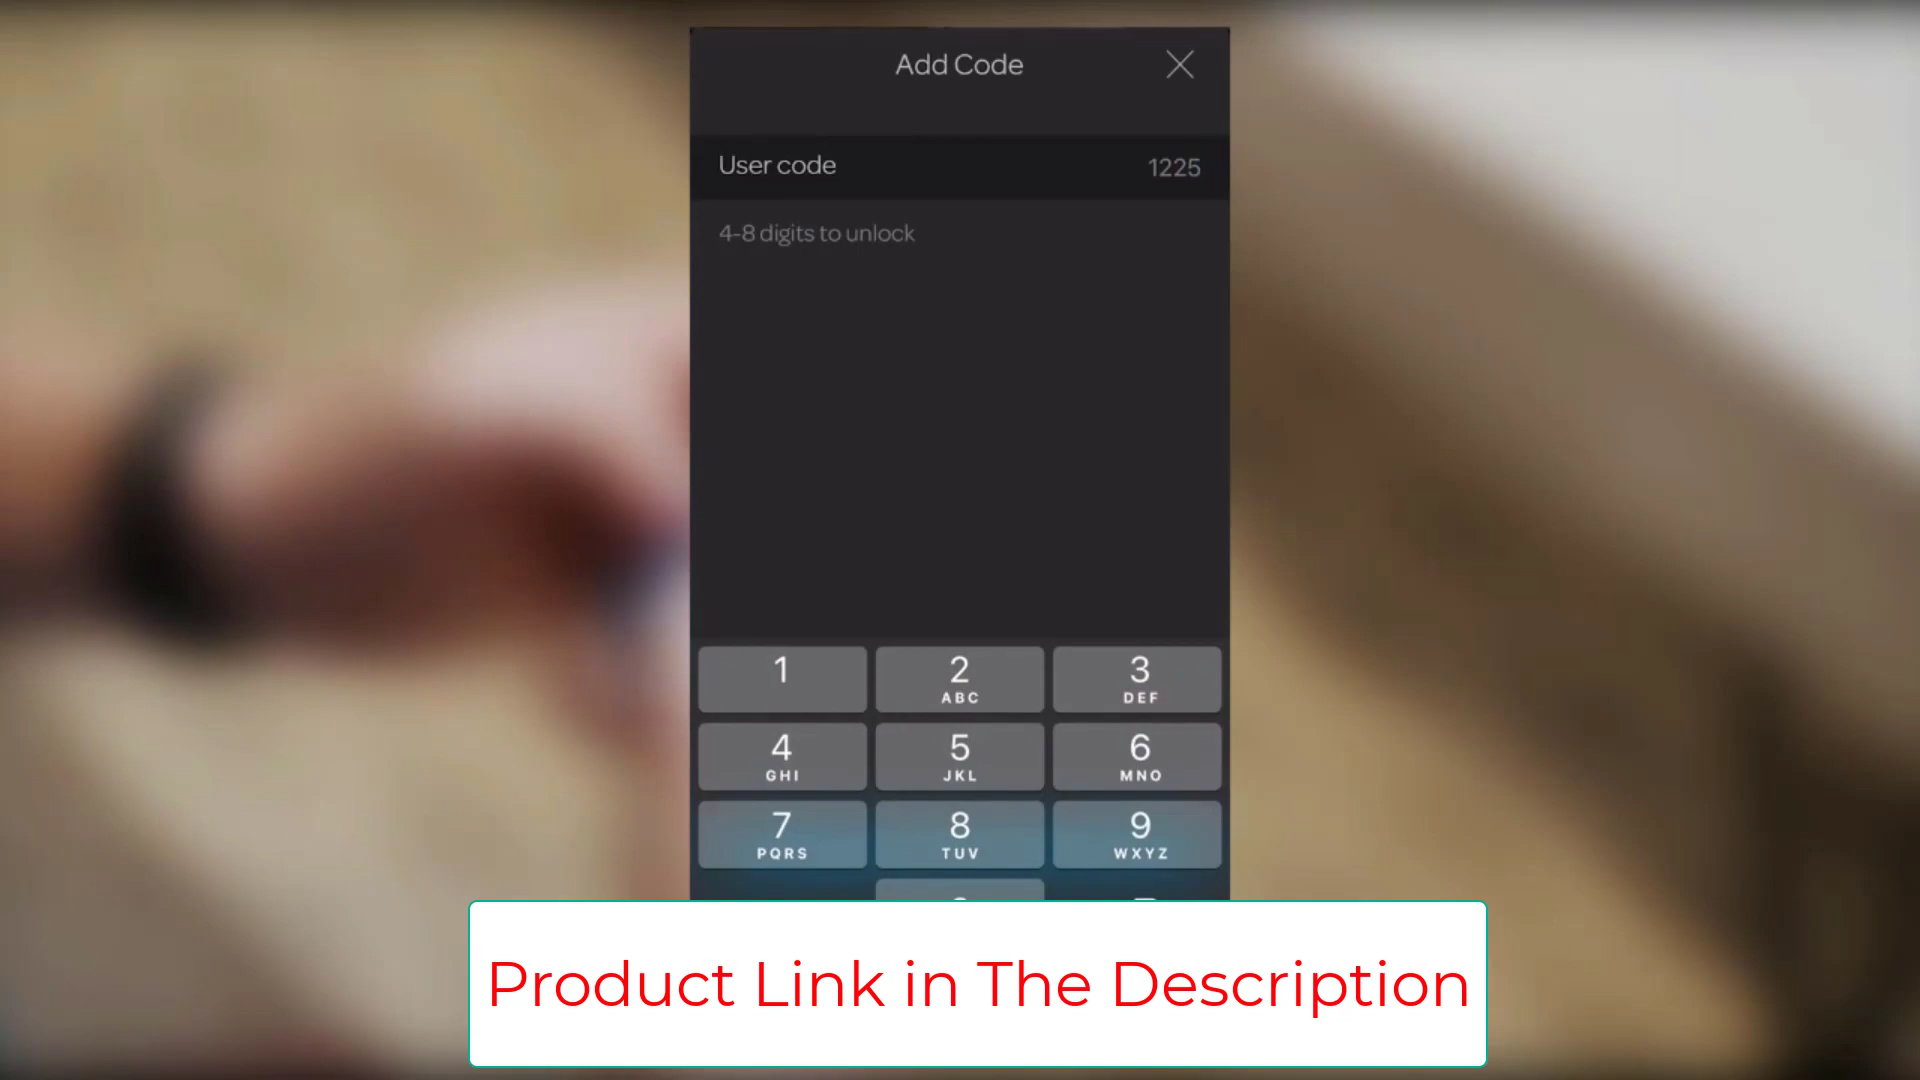 Add Code
User code 1225
4-8 digits to unlock
1 2 3
ABC DEF
4 5 6
GHI JKL MNO
7 8 9
PQRS TUV WXYZ
Product Link in The Description